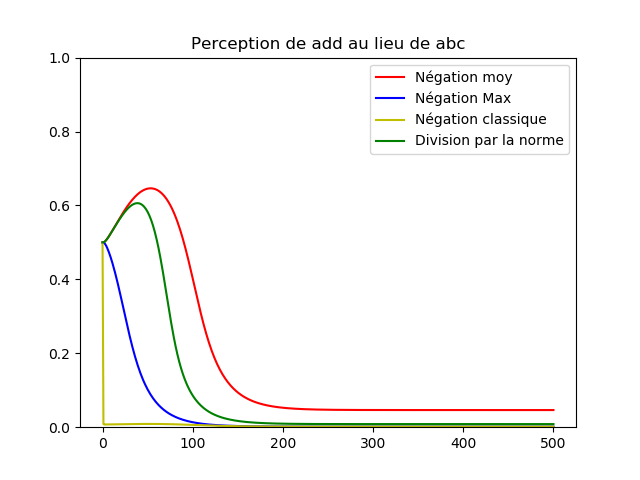 Perception de add au lieu de abc
1.0
0.8
0.6
0.4
0.2
0.0
Négation moy
Négation Max
Négation classique
Division par la norme
0 100 200 300 400 500